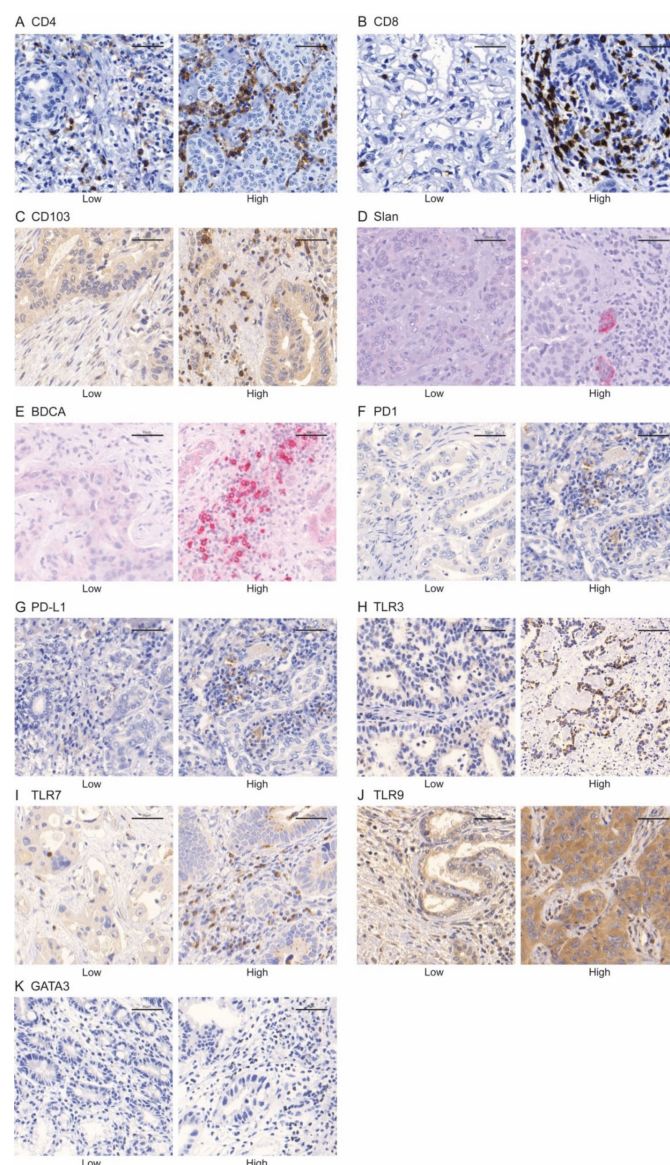 A CD4
B CD8
Low
High
Low
High
C CD103
D Slan
Low
High
Low
High
E BDCA
F PD1
Low
High
Low
High
G PD-L1
H TLR3
Low
High
Low
High
I TLR7
J TLR9
Low
High
Low
High
K GATA3
Low
High